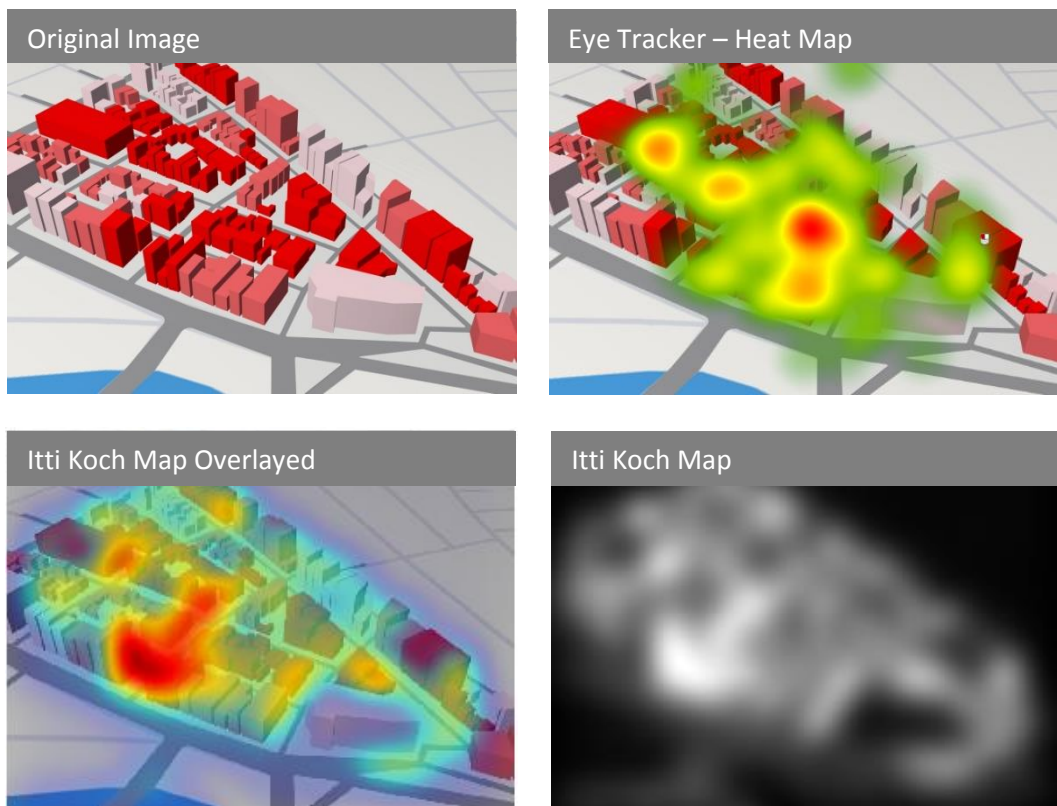 Original Image
Eye Tracker – Heat Map
Itti Koch Map Overlayed
Itti Koch Map